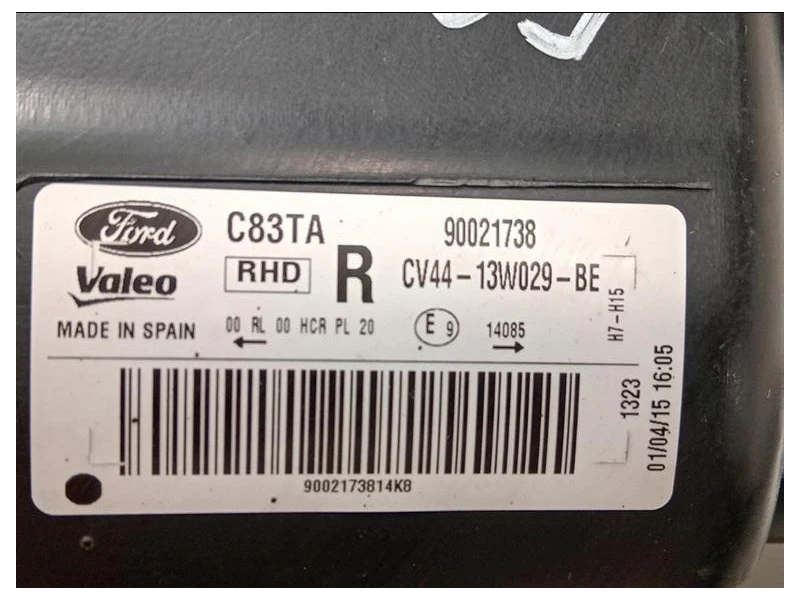 Ford
C83TA
90021738
Valeo
RHD
R
CV44-13W029-BE
MADE IN SPAIN
00 RL 00 HCR PL 20
E 9
14085
H7-H15
1323
01/04/15 16:05
9002173814K8